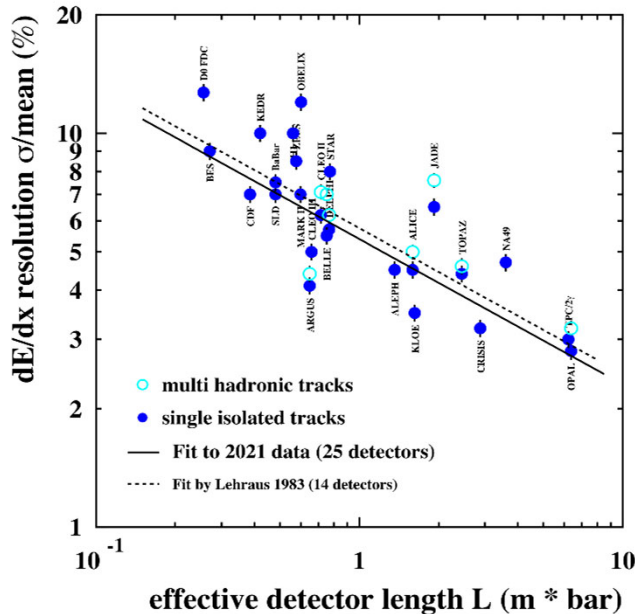 dE/dx resolution σ/mean (%)
20
10
9
8
7
6
5
4
3
2
1
D0 FDC
BES
KEDR
CDF
BaBar
SLD
OBELIX
MARK II
CLEO III
ARGUS
CLEO II
STAR
DELPHI
BELLE
JADE
ALICE
ALEPH
KLOE
TOPAZ
CRISIS
NA49
OPAL
multi hadronic tracks
single isolated tracks
Fit to 2021 data (25 detectors)
Fit by Lehraus 1983 (14 detectors)
10 -1
1
10
effective detector length L (m * bar)